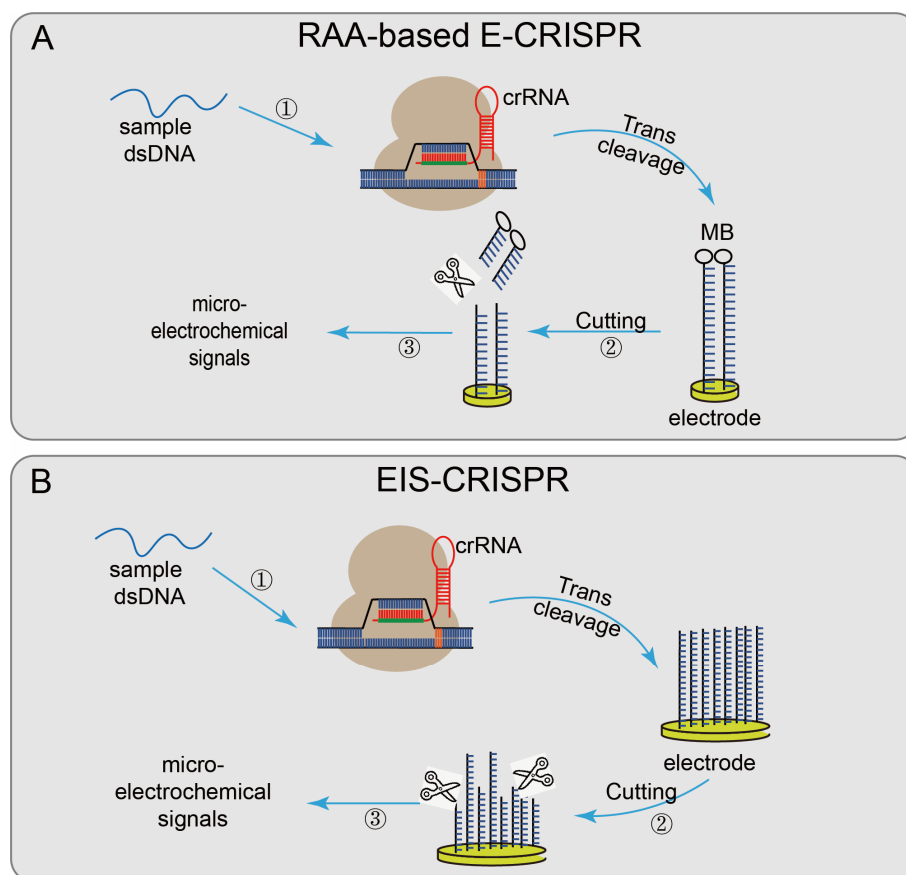 A
RAA-based E-CRISPR
sample
dsDNA
①
crRNA
Trans
cleavage
MB
electrode
Cutting
②
③
micro-
electrochemical
signals
B
EIS-CRISPR
sample
dsDNA
①
crRNA
Trans
cleavage
electrode
Cutting
②
③
micro-
electrochemical
signals